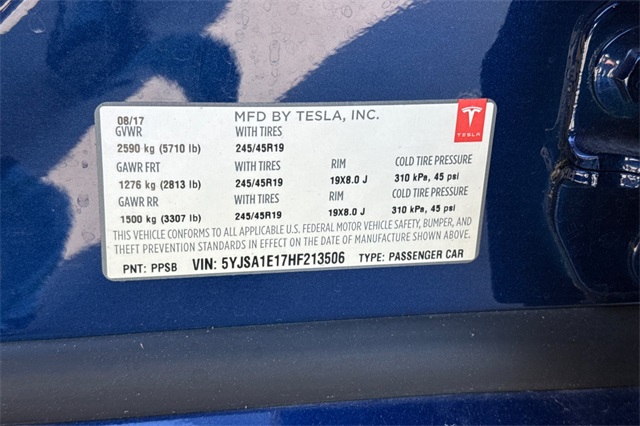 08/17 MFD BY TESLA, INC.
GVWR WITH TIRES
2590 kg (5710 lb) 245/45R19
GAWR FRT WITH TIRES RIM COLD TIRE PRESSURE
1276 kg (2813 lb) 245/45R19 19X8.0 J 310 kPa, 45 psi
GAWR RR WITH TIRES RIM COLD TIRE PRESSURE
1500 kg (3307 lb) 245/45R19 19X8.0 J 310 kPa, 45 psi
THIS VEHICLE CONFORMS TO ALL APPLICABLE U.S. FEDERAL MOTOR VEHICLE SAFETY, BUMPER, AND
THEFT PREVENTION STANDARDS IN EFFECT ON THE DATE OF MANUFACTURE SHOWN ABOVE.
PNT: PPSB VIN: 5YJSA1E17HF213506 TYPE: PASSENGER CAR
TESLA